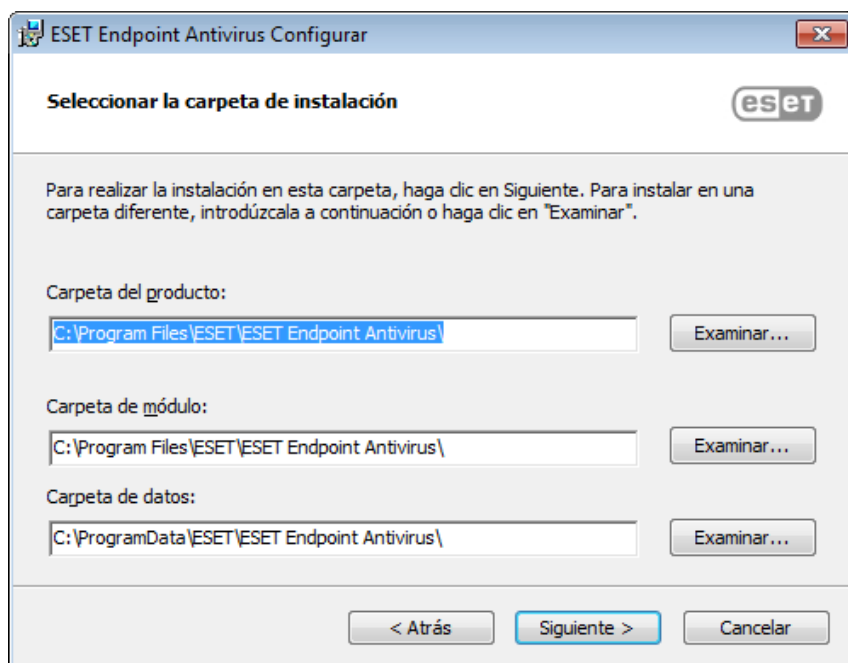 ESET Endpoint Antivirus Configurar
Seleccionar la carpeta de instalación
eseT
Para realizar la instalación en esta carpeta, haga clic en Siguiente. Para instalar en una
carpeta diferente, introdúzcala a continuación o haga clic en "Examinar".
Carpeta del producto:
C:\Program Files\ESET\ESET Endpoint Antivirus\
Examinar...
Carpeta de módulo:
C:\Program Files\ESET\ESET Endpoint Antivirus\
Examinar...
Carpeta de datos:
C:\ProgramData\ESET\ESET Endpoint Antivirus\
Examinar...
< Atrás
Siguiente >
Cancelar